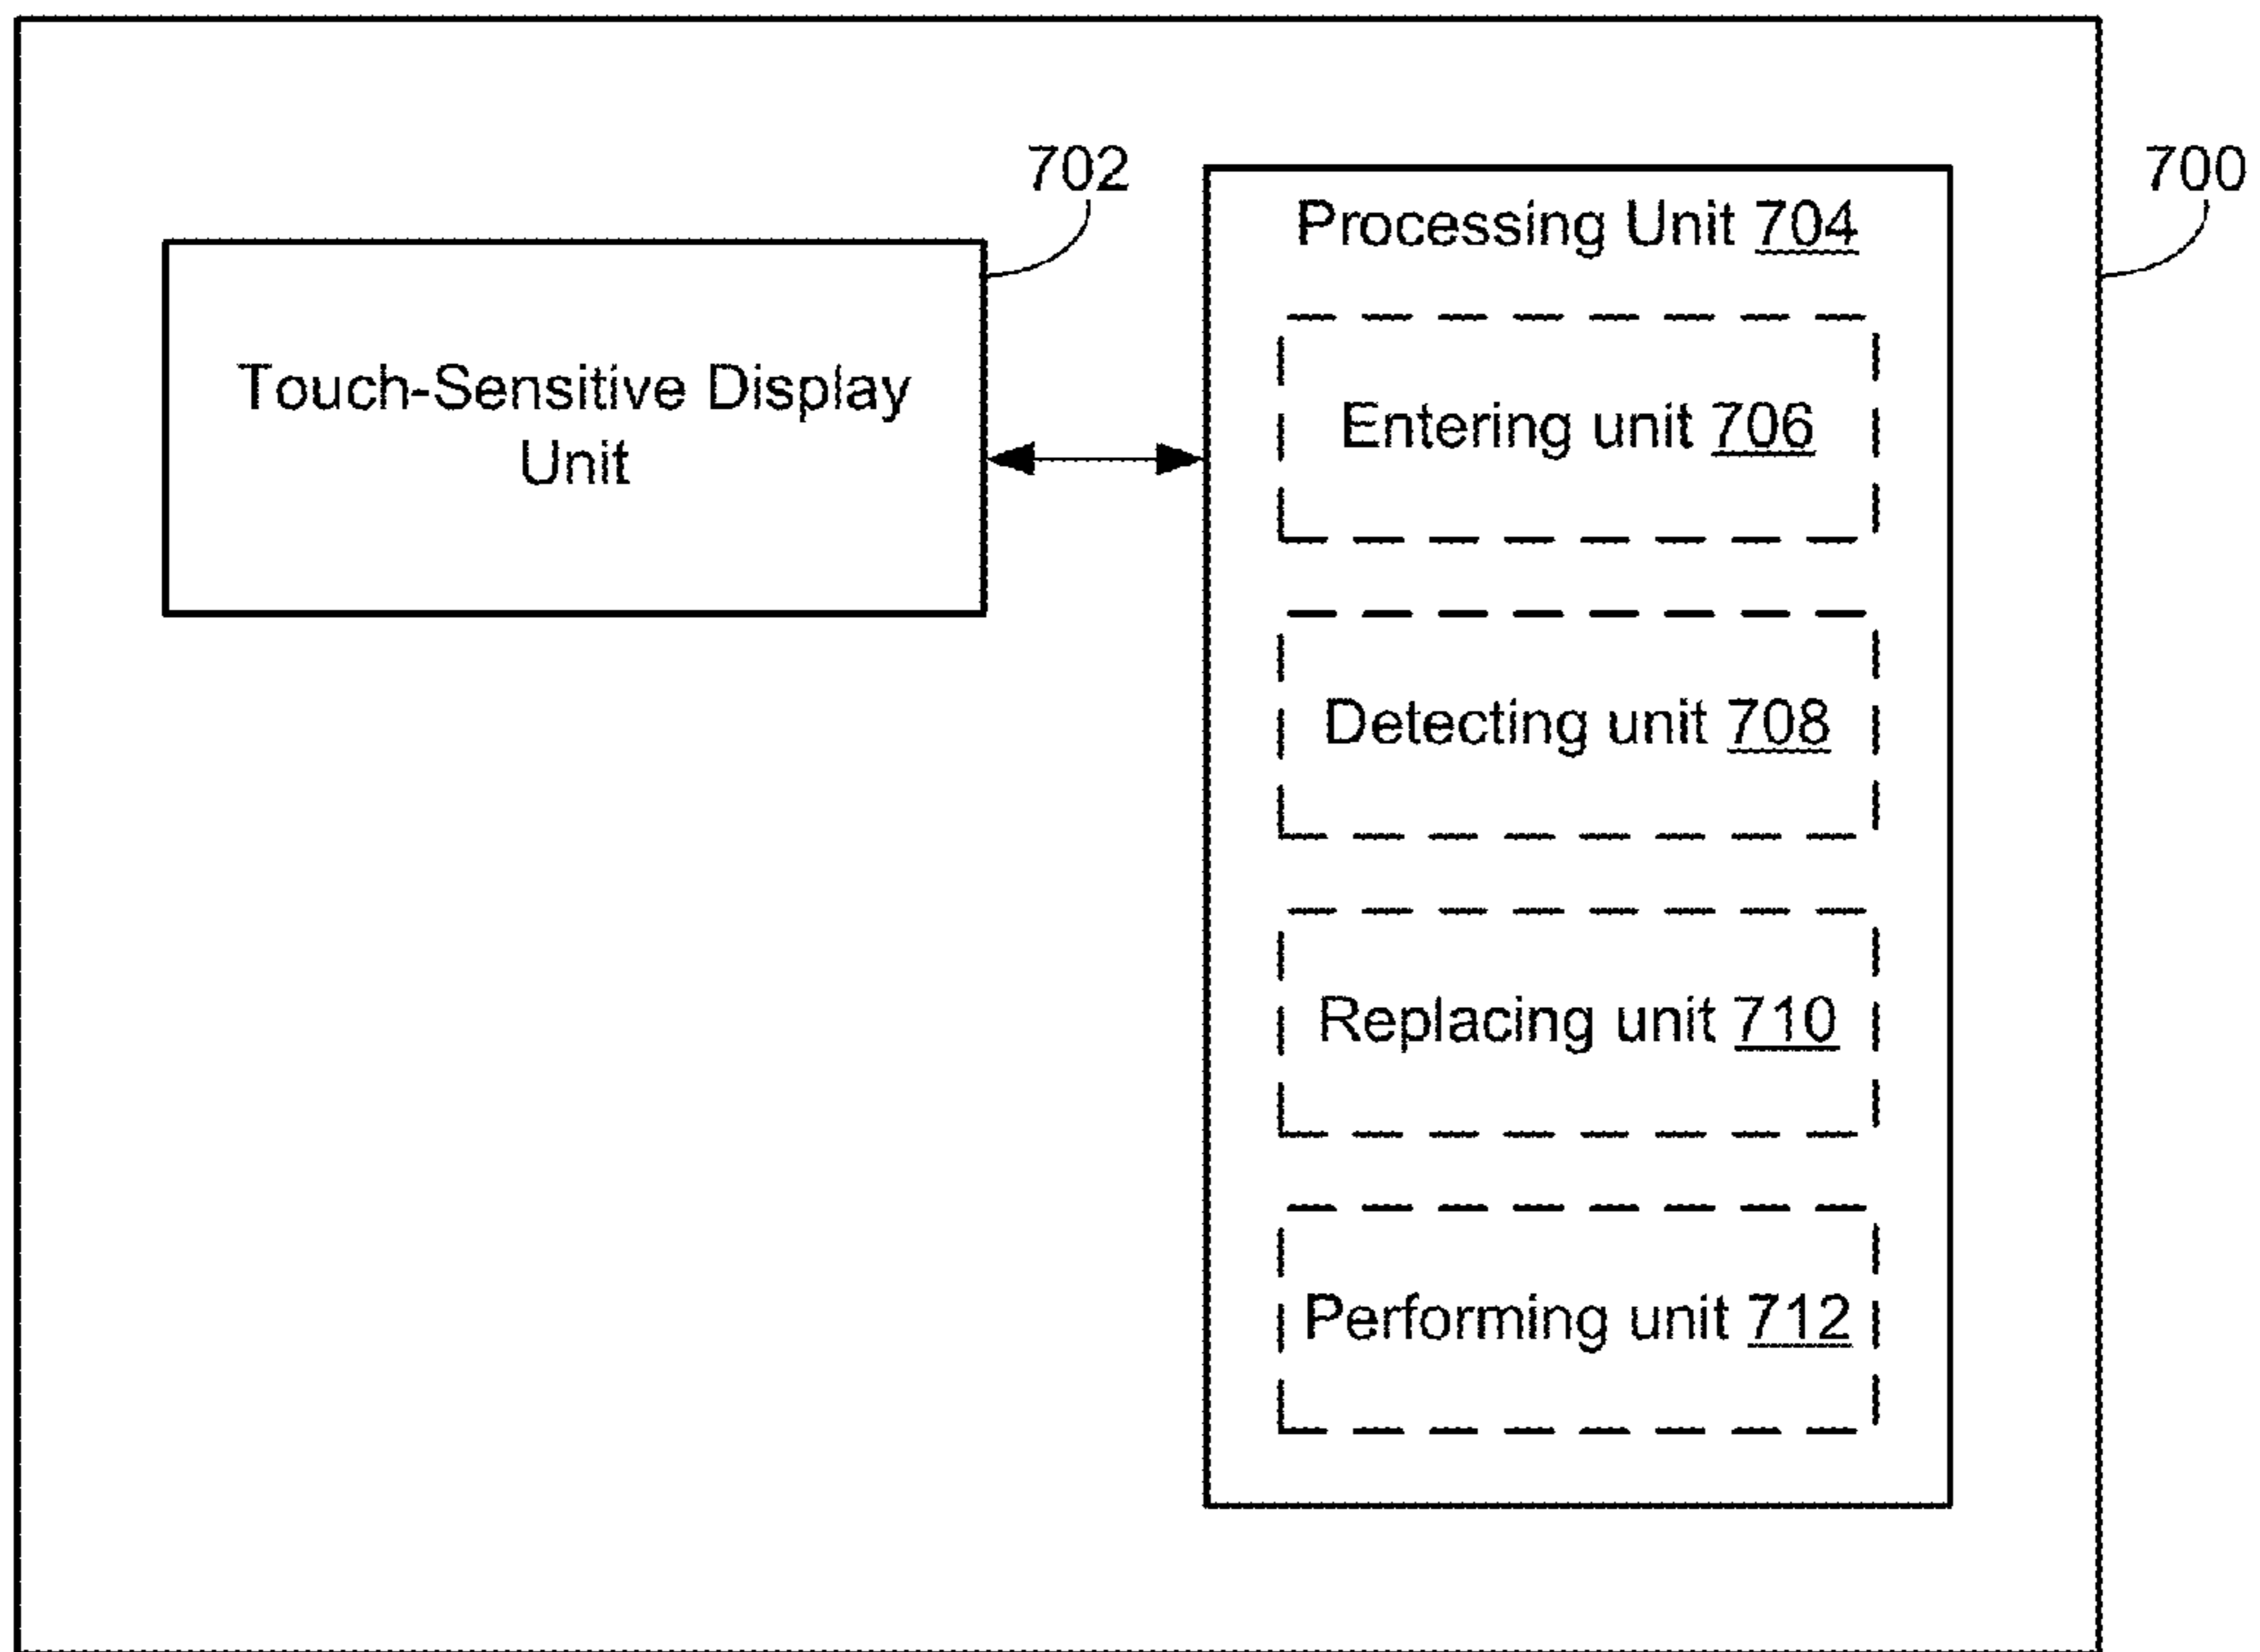 702
700
Touch-Sensitive Display
Unit
Processing Unit 704
Entering unit 706
Detecting unit 708
Replacing unit 710
Performing unit 712